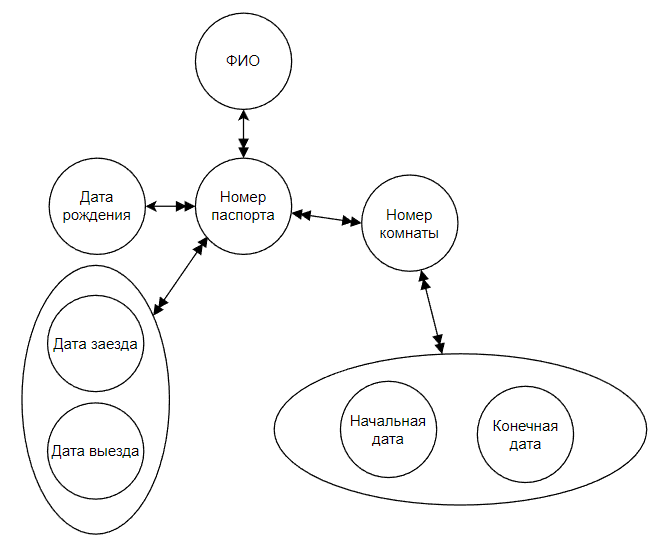 ФИО
Дата
рождения
Номер
паспорта
Номер
комнаты
Дата заезда
Дата выезда
Начальная
дата
Конечная
дата